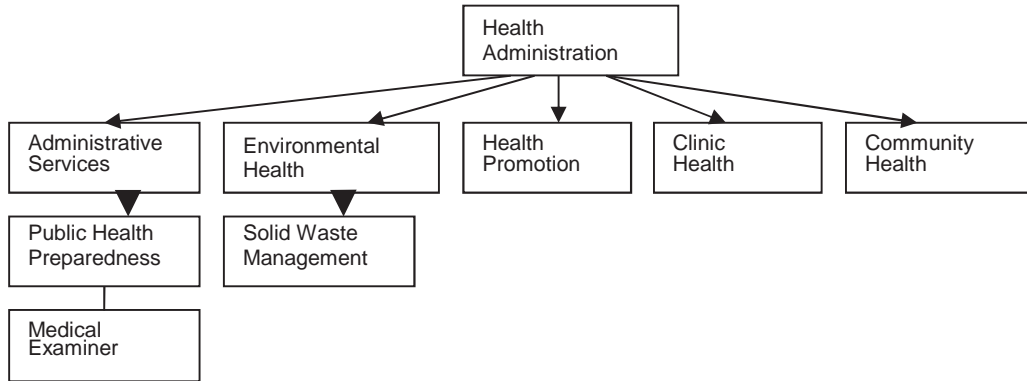 Health
Administration
Administrative
Services
Environmental
Health
Health
Promotion
Clinic
Health
Community
Health
Public Health
Preparedness
Solid Waste
Management
Medical
Examiner